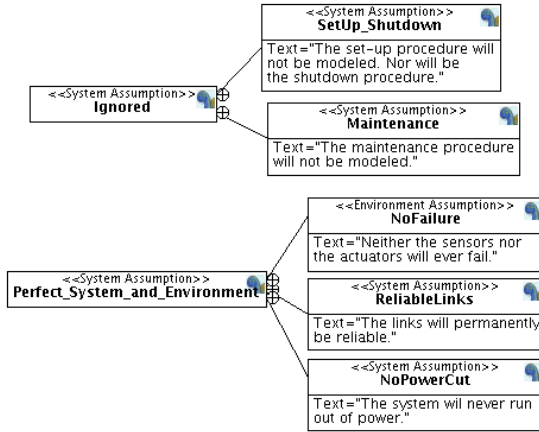 <<System Assumption>>
SetUp_Shutdown
Text="The set-up procedure will
not be modeled. Nor will be
the shutdown procedure."
<<System Assumption>>
Ignored
<<System Assumption>>
Maintenance
Text="The maintenance procedure
will not be modeled."
<<Environment Assumption>>
NoFailure
Text="Neither the sensors nor
the actuators will ever fail."
<<System Assumption>>
Perfect_System_and_Environment
<<System Assumption>>
ReliableLinks
Text="The links will permanently
be reliable."
<<System Assumption>>
NoPowerCut
Text="The system wil never run
out of power."